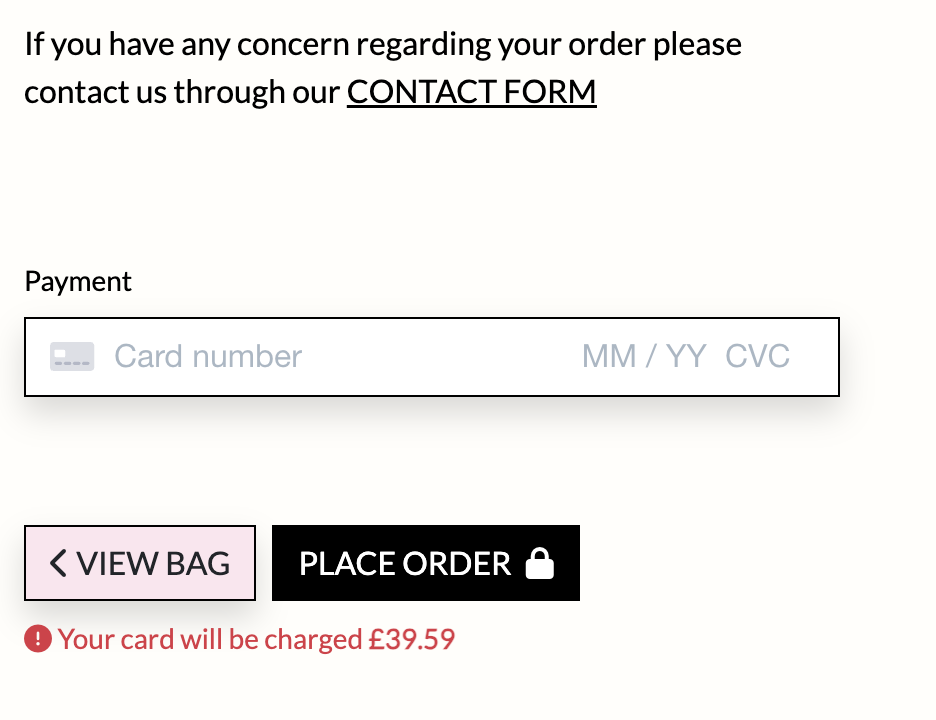 If you have any concern regarding your order please
contact us through our CONTACT FORM
Payment
Card number MM / YY CVC
VIEW BAG PLACE ORDER
Your card will be charged £39.59